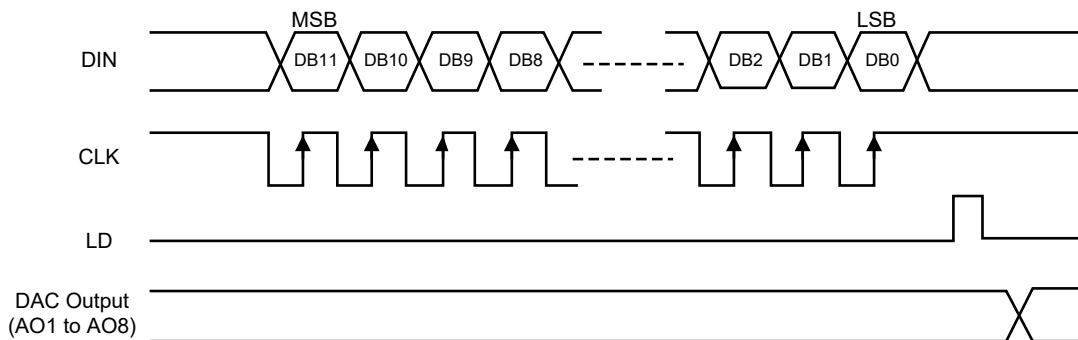 MSB LSB
DIN DB11 DB10 DB9 DB8 DB2 DB1 DB0
CLK
LD
DAC Output
(AO1 to AO8)